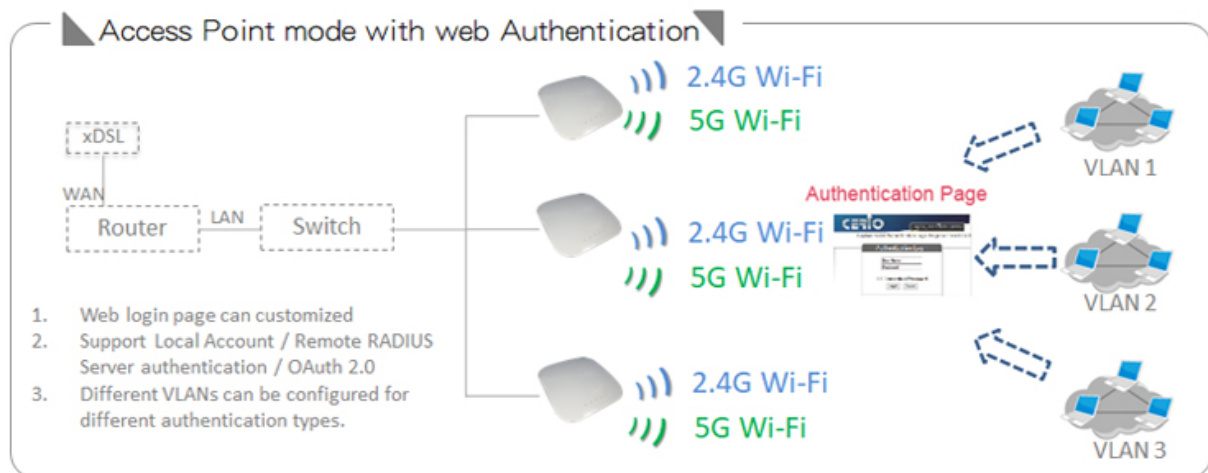 Access Point mode with web Authentication
xDSL
WAN
Router
LAN
Switch
2.4G Wi-Fi
5G Wi-Fi
2.4G Wi-Fi
5G Wi-Fi
2.4G Wi-Fi
5G Wi-Fi
Authentication Page
CERIO
VLAN 1
VLAN 2
VLAN 3
1. Web login page can customized
2. Support Local Account / Remote RADIUS
Server authentication / OAuth 2.0
3. Different VLANs can be configured for
different authentication types.